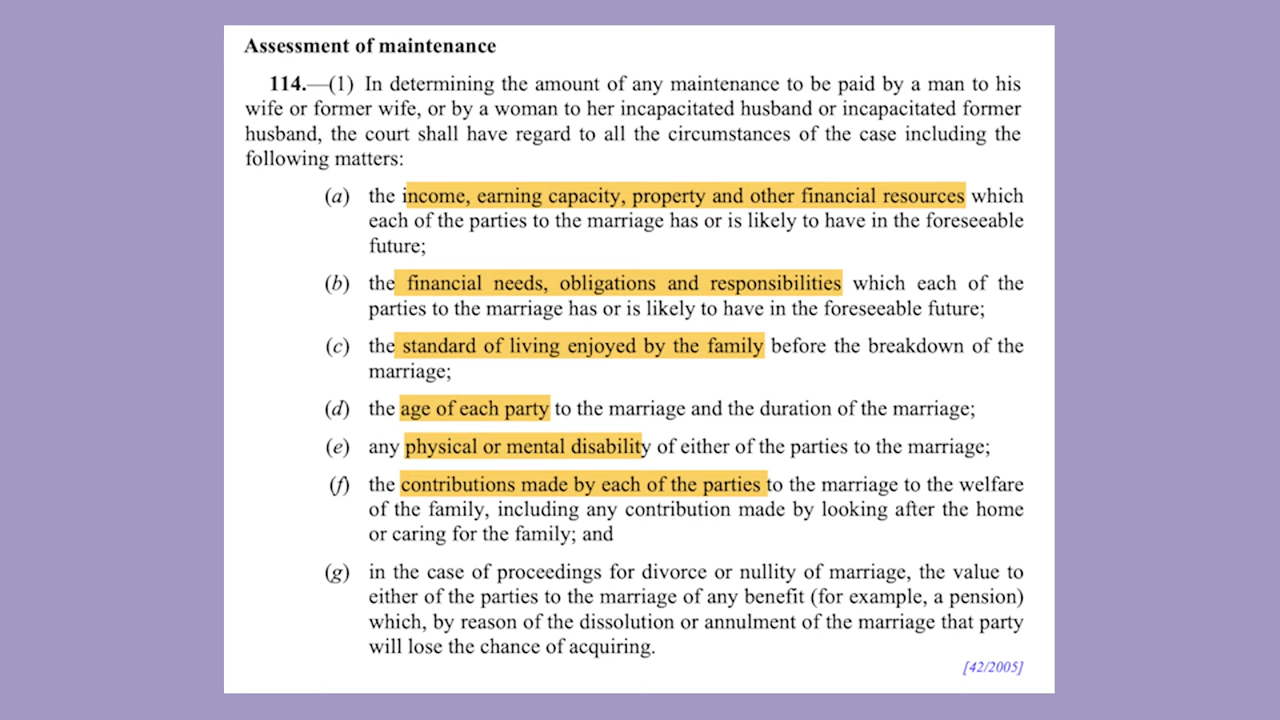 Assessment of maintenance
114.—(1) In determining the amount of any maintenance to be paid by a man to his
wife or former wife, or by a woman to her incapacitated husband or incapacitated former
husband, the court shall have regard to all the circumstances of the case including the
following matters:
(a) the income, earning capacity, property and other financial resources which
each of the parties to the marriage has or is likely to have in the foreseeable
future;
(b) the financial needs, obligations and responsibilities which each of the
parties to the marriage has or is likely to have in the foreseeable future;
(c) the standard of living enjoyed by the family before the breakdown of the
marriage;
(d) the age of each party to the marriage and the duration of the marriage;
(e) any physical or mental disability of either of the parties to the marriage;
(f) the contributions made by each of the parties to the marriage to the welfare
of the family, including any contribution made by looking after the home
or caring for the family; and
(g) in the case of proceedings for divorce or nullity of marriage, the value to
either of the parties to the marriage of any benefit (for example, a pension)
which, by reason of the dissolution or annulment of the marriage that party
will lose the chance of acquiring.
[42/2005]